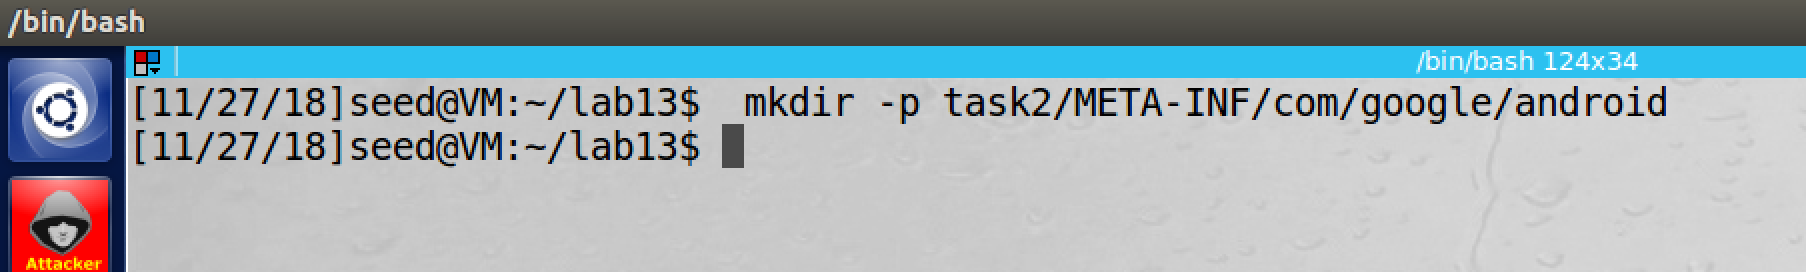 /bin/bash
/bin/bash 124x34
[11/27/18]seed@VM:~/lab13$  mkdir -p task2/META-INF/com/google/android
[11/27/18]seed@VM:~/lab13$
Attacker